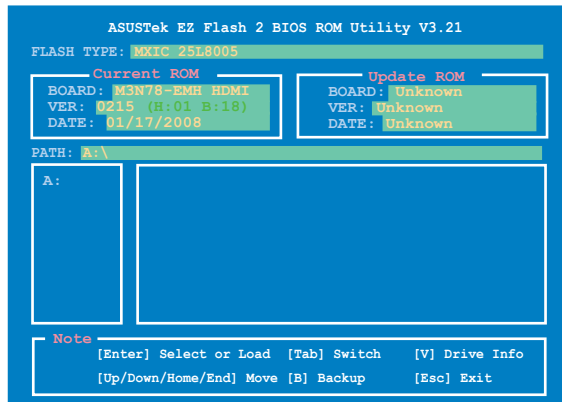 ASUSTek EZ Flash 2 BIOS ROM Utility V3.21
FLASH TYPE: MXIC 25L8005
Current ROM
BOARD: M3N78-EMH HDMI
VER: 0215 (H:01 B:18)
DATE: 01/17/2008
Update ROM
BOARD: Unknown
VER: Unknown
DATE: Unknown
PATH: A:\
A:
Note
[Enter] Select or Load [Tab] Switch [V] Drive Info
[Up/Down/Home/End] Move [B] Backup [Esc] Exit